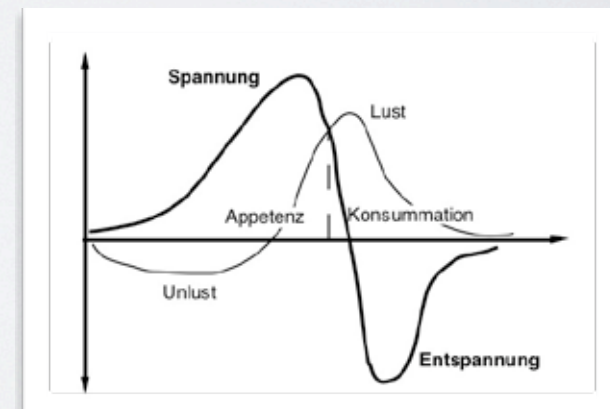 Spannung
Lust
Appetenz
Konsummation
Unlust
Entspannung